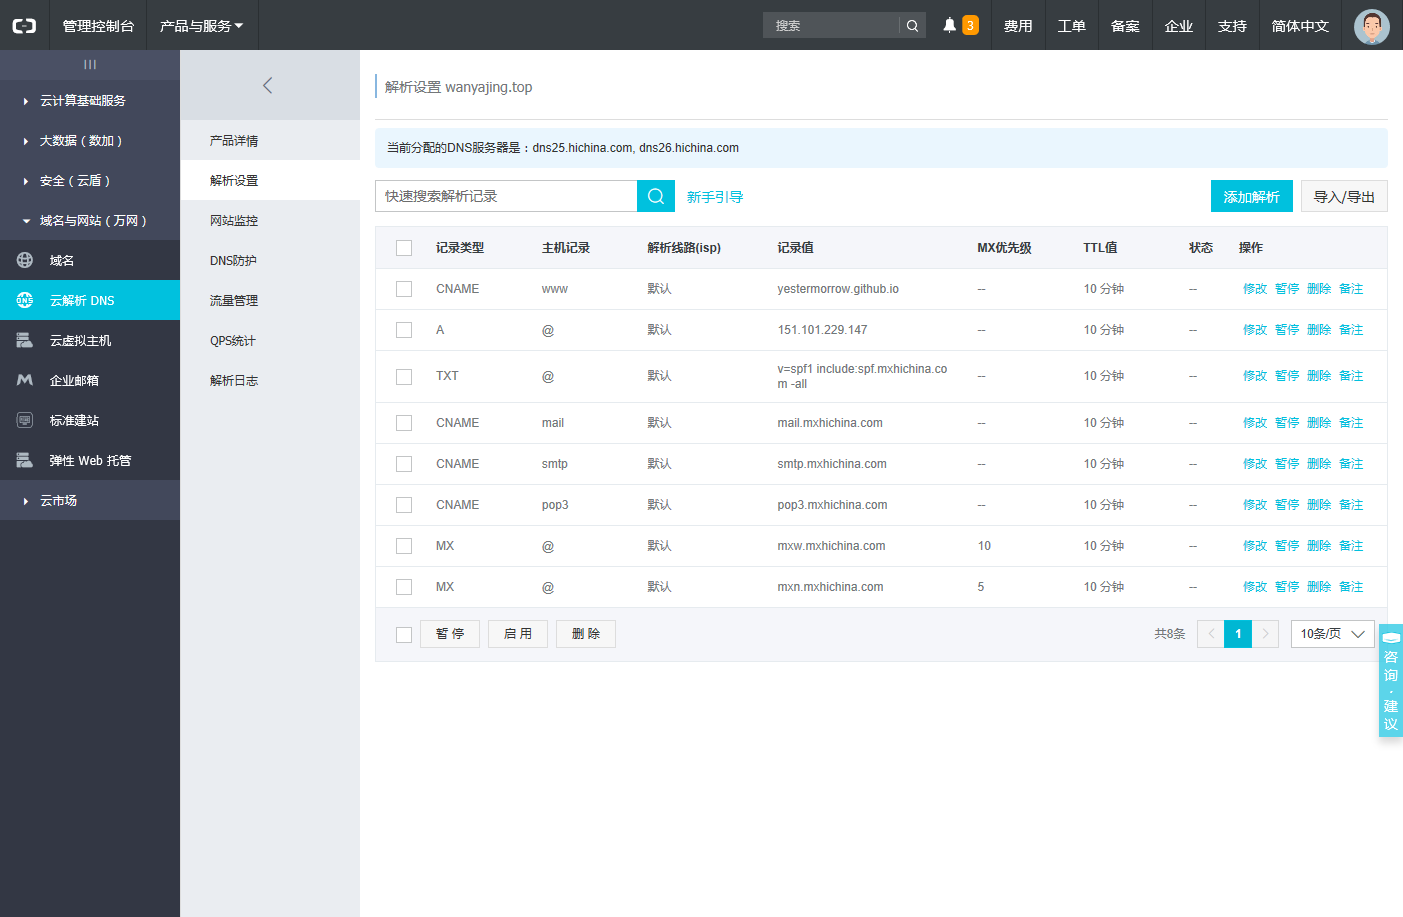 管理控制台 产品与服务 搜索 3 费用 工单 备案 企业 支持 简体中文
云计算基础服务
大数据（数加）
安全（云盾）
域名与网站（万网）
域名
DNS 云解析 DNS
云虚拟主机
企业邮箱
标准建站
弹性 Web 托管
云市场
产品详情
解析设置
网站监控
DNS防护
流量管理
QPS统计
解析日志
解析设置 wanyajing.top
当前分配的DNS服务器是：dns25.hichina.com, dns26.hichina.com
快速搜索解析记录 新手引导 添加解析 导入/导出
记录类型 主机记录 解析线路(isp) 记录值 MX优先级 TTL值 状态 操作
CNAME www 默认 yestermorrow.github.io -- 10 分钟 -- 修改 暂停 删除 备注
A @ 默认 151.101.229.147 -- 10 分钟 -- 修改 暂停 删除 备注
TXT @ 默认 v=spf1 include:spf.mxhichina.co
m -all -- 10 分钟 -- 修改 暂停 删除 备注
CNAME mail 默认 mail.mxhichina.com -- 10 分钟 -- 修改 暂停 删除 备注
CNAME smtp 默认 smtp.mxhichina.com -- 10 分钟 -- 修改 暂停 删除 备注
CNAME pop3 默认 pop3.mxhichina.com -- 10 分钟 -- 修改 暂停 删除 备注
MX @ 默认 mxw.mxhichina.com 10 10 分钟 -- 修改 暂停 删除 备注
MX @ 默认 mxn.mxhichina.com 5 10 分钟 -- 修改 暂停 删除 备注
暂停 启用 删除 共8条 1 10条/页
咨询·建议